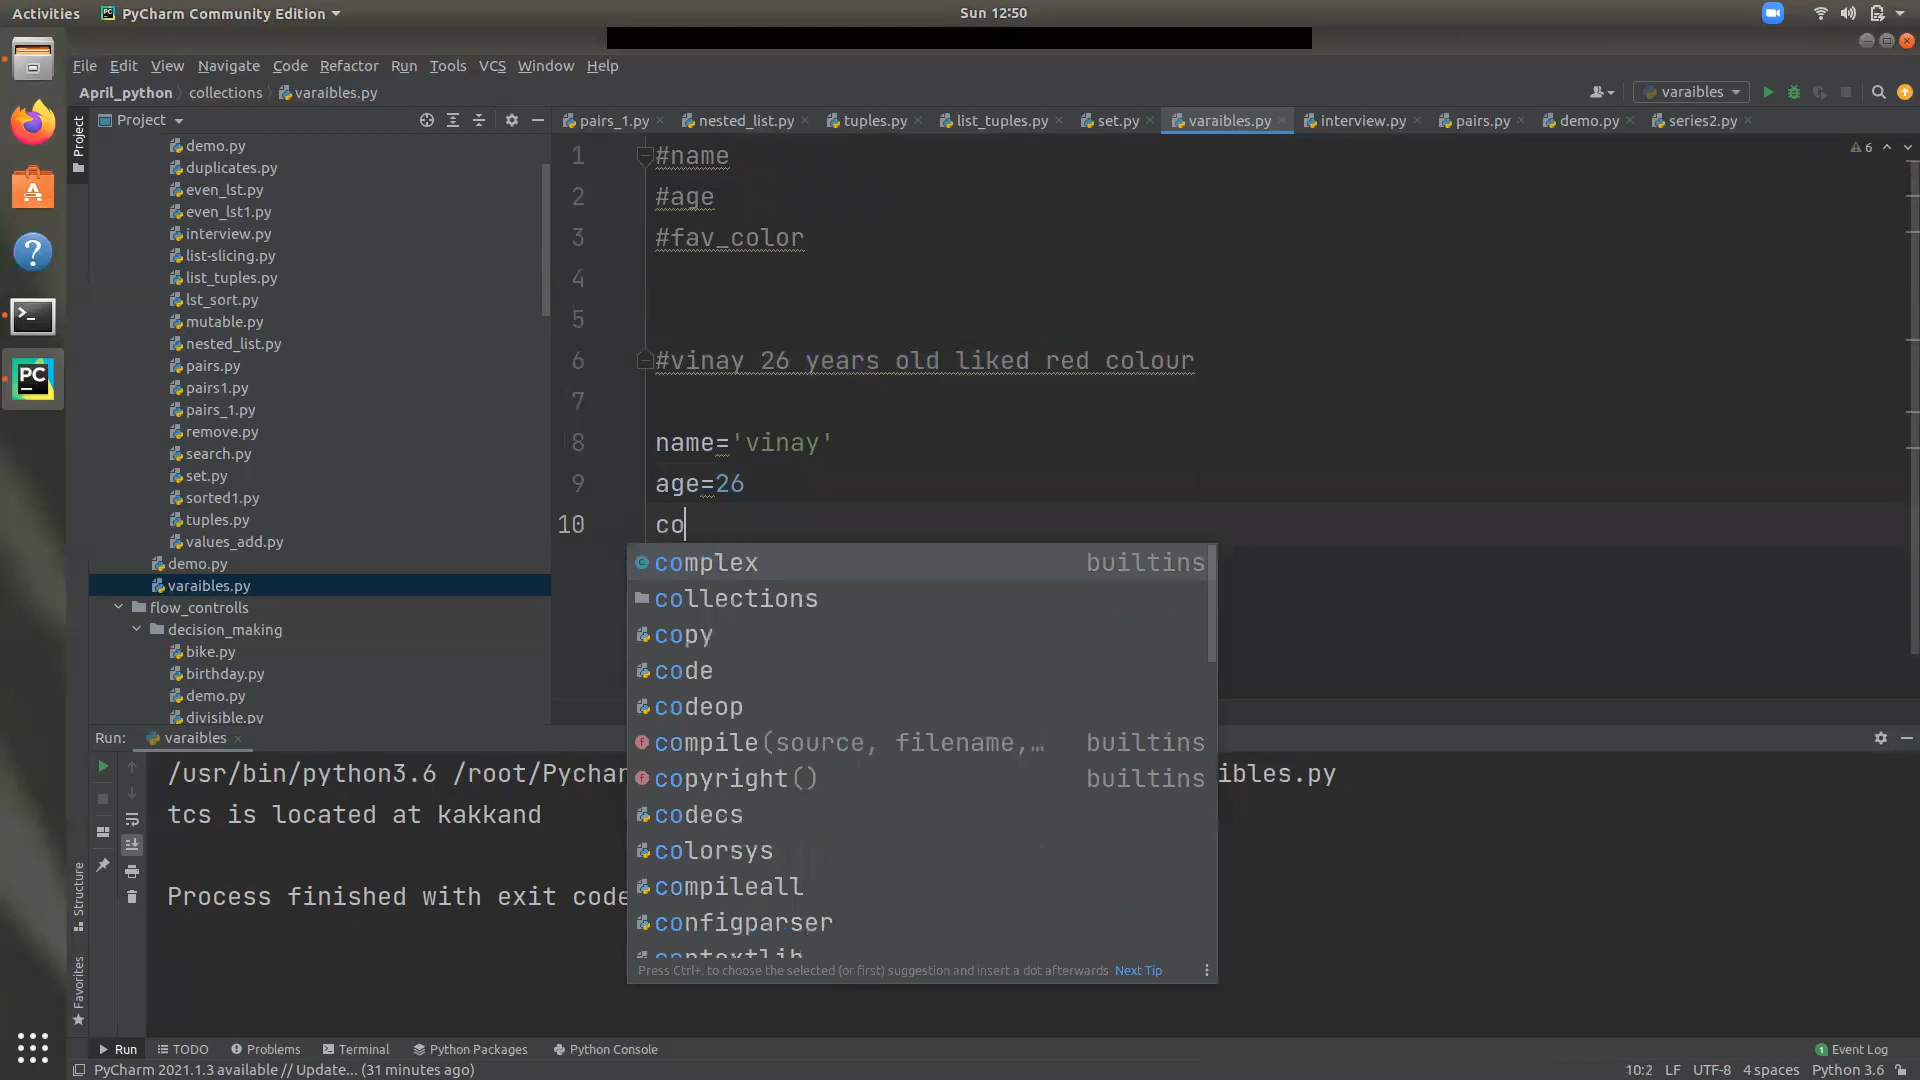 Activities
PyCharm Community Edition
Sun 12:50
File Edit View Navigate Code Refactor Run Tools VCS Window Help
April_python collections varaibles.py
varaibles
Project
pairs_1.py nested_list.py tuples.py list_tuples.py set.py varaibles.py interview.py pairs.py demo.py series2.py
Project
demo.py
duplicates.py
even_lst.py
even_lst1.py
interview.py
list-slicing.py
list_tuples.py
lst_sort.py
mutable.py
nested_list.py
pairs.py
pairs1.py
pairs_1.py
remove.py
search.py
set.py
sorted1.py
tuples.py
values_add.py
demo.py
varaibles.py
flow_controlls
decision_making
bike.py
birthday.py
demo.py
divisible.py
6
1 #name
2 #age
3 #fav_color
4
5
6 #vinay 26 years old liked red colour
7
8 name='vinay'
9 age=26
10 co
complex builtins
collections
copy
code
codeop
compile(source, filename,… builtins
copyright() builtins
codecs
colorsys
compileall
configparser
contextlib
Press Ctrl+. to choose the selected (or first) suggestion and insert a dot afterwards Next Tip
Run: varaibles
/usr/bin/python3.6 /root/Pychar
ibles.py
tcs is located at kakkand
Process finished with exit code
Structure
Favorites
Run TODO Problems Terminal Python Packages Python Console
1 Event Log
PyCharm 2021.1.3 available // Update... (31 minutes ago)
10:2 LF UTF-8 4 spaces Python 3.6